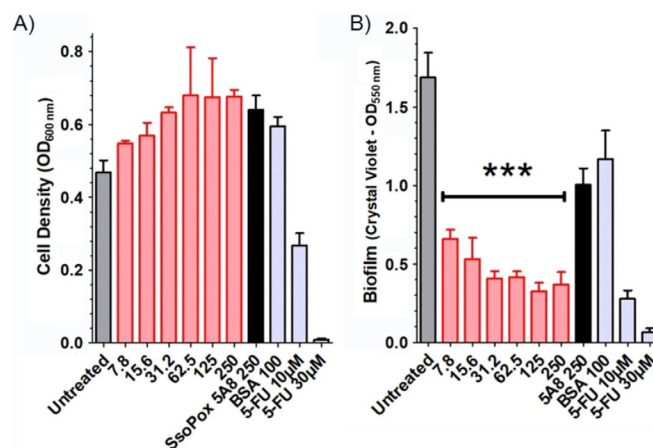 A)
B)
Cell Density (OD600 nm)
0.8
0.6
0.4
0.2
0.0
Untreated
7.8
15.6
31.2
62.5
125
250
SsoPox 5A8 250
BSA 100
5-FU 10µM
5-FU 30µM
Biofilm (Crystal Violet - OD550 nm)
2.0
1.5
1.0
0.5
0.0
***
Untreated
7.8
15.6
31.2
62.5
125
250
5A8 250
BSA 100
5-FU 10µM
5-FU 30µM